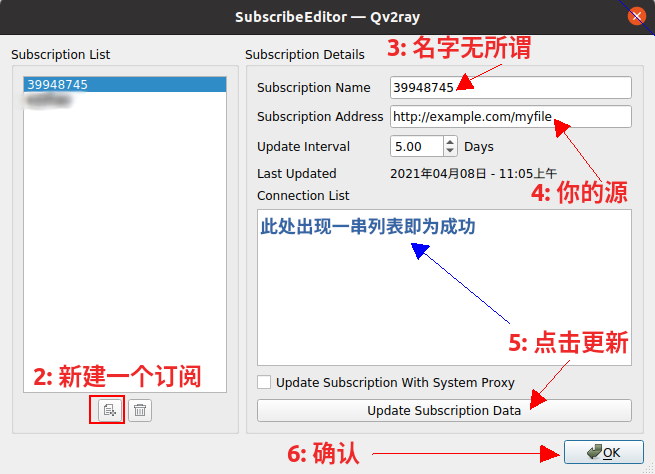 SubscribeEditor — Qv2ray
Subscription List
39948745
2: 新建一个订阅
Subscription Details
3: 名字无所谓
Subscription Name 39948745
Subscription Address http://example.com/myfile
Update Interval 5.00 Days
4: 你的源
Last Updated 2021年04月08日 - 11:05上午
Connection List
此处出现一串列表即为成功
5: 点击更新
Update Subscription With System Proxy
Update Subscription Data
6: 确认
OK